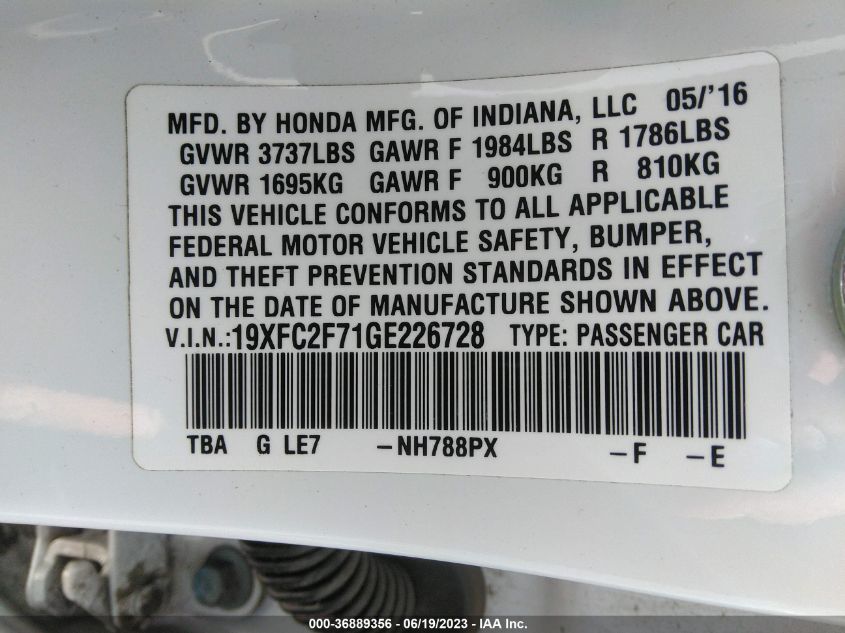 MFD. BY HONDA MFG. OF INDIANA, LLC 05/'16
GVWR 3737LBS GAWR F 1984LBS R 1786LBS
GVWR 1695KG GAWR F 900KG R 810KG
THIS VEHICLE CONFORMS TO ALL APPLICABLE
FEDERAL MOTOR VEHICLE SAFETY, BUMPER,
AND THEFT PREVENTION STANDARDS IN EFFECT
ON THE DATE OF MANUFACTURE SHOWN ABOVE.
V.I.N.:19XFC2F71GE226728 TYPE: PASSENGER CAR
TBA G LE7 –NH788PX –F –E
000-36889356 / 06/19/2023 - IAA Inc.